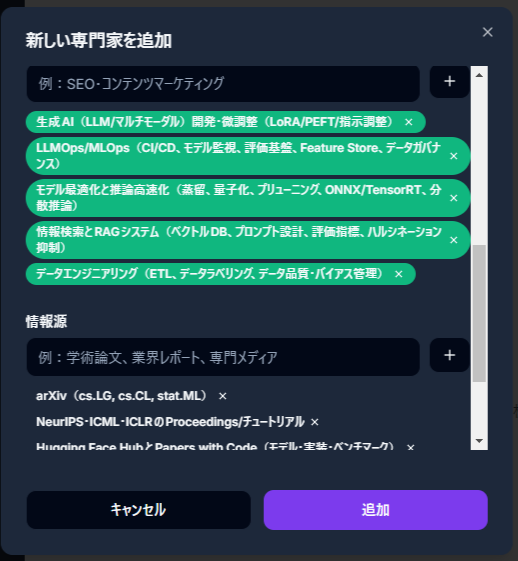 新しい専門家を追加
×
例：SEO・コンテンツマーケティング
+
生成AI（LLM/マルチモーダル）開発・微調整（LoRA/PEFT/指示調整） ×
LLMOps/MLOps（CI/CD、モデル監視、評価基盤、Feature Store、データガバナ
ンス） ×
モデル最適化と推論高速化（蒸留、量子化、プリューニング、ONNX/TensorRT、分
散推論） ×
情報検索とRAGシステム（ベクトルDB、プロンプト設計、評価指標、ハルシネーション
抑制） ×
データエンジニアリング（ETL、データラベリング、データ品質・バイアス管理） ×
情報源
例：学術論文、業界レポート、専門メディア
+
arXiv（cs.LG, cs.CL, stat.ML） ×
NeurIPS・ICML・ICLRのProceedings/チュートリアル ×
Hugging Face HubとPapers with Code（モデル・実装・ベンチマーク） ×
キャンセル
追加